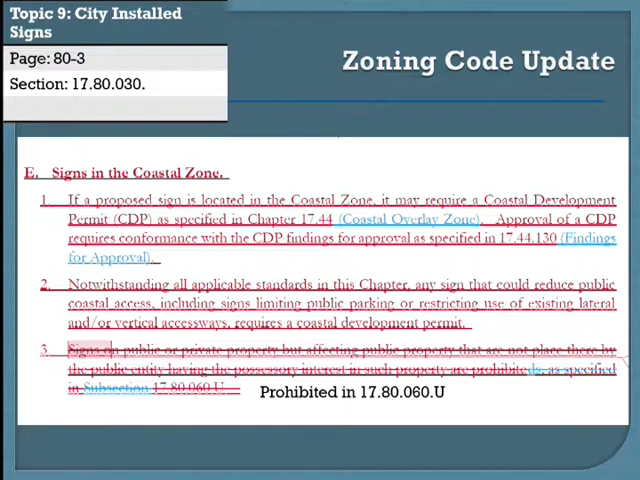 Topic 9: City Installed
Signs
Page: 80-3
Section: 17.80.030.
Zoning Code Update
E. Signs in the Coastal Zone.
1. If a proposed sign is located in the Coastal Zone, it may require a Coastal Development
Permit (CDP) as specified in Chapter 17.44 (Coastal Overlay Zone). Approval of a CDP
requires conformance with the CDP findings for approval as specified in 17.44.130 (Findings
for Approval).
2. Notwithstanding all applicable standards in this Chapter, any sign that could reduce public
coastal access, including signs limiting public parking or restricting use of existing lateral
and/or vertical accessways, requires a coastal development permit.
3. Signs on public or private property but affecting public property that are not place there by
the public entity having the possessory interest in such property are prohibited, as specified
in Subsection 17.80.060.U
Prohibited in 17.80.060.U